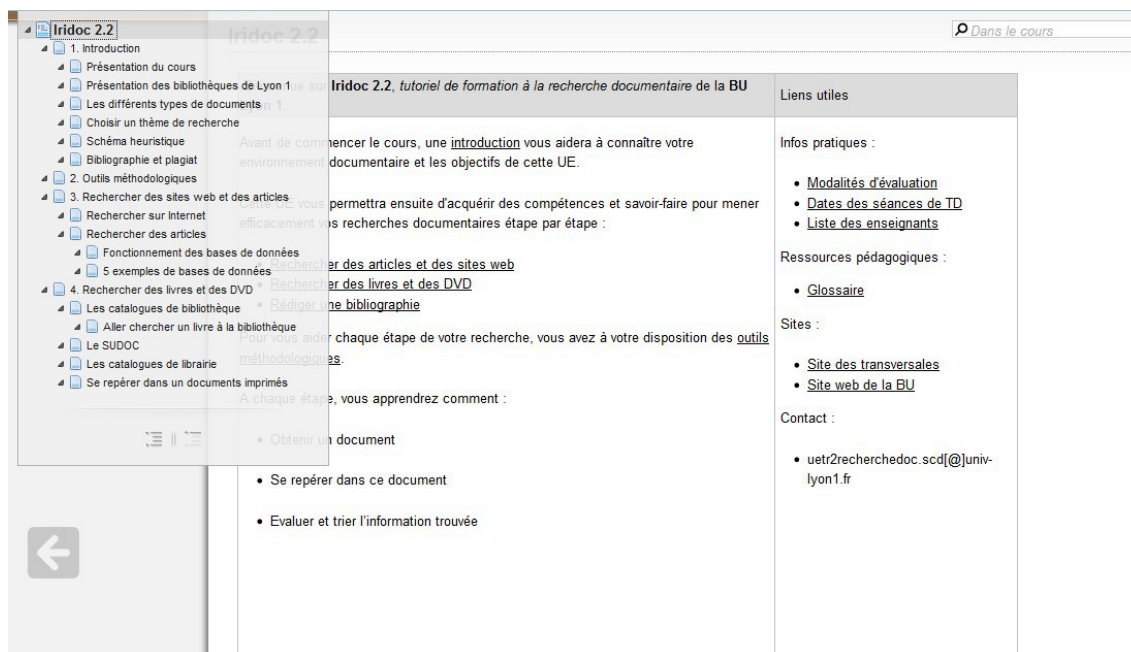 Iridoc 2.2
1. Introduction
Présentation du cours
Présentation des bibliothèques de Lyon 1
Les différents types de documents
Choisir un thème de recherche
Schéma heuristique
Bibliographie et plagiat
2. Outils méthodologiques
3. Rechercher des sites web et des articles
Rechercher sur Internet
Rechercher des articles
Fonctionnement des bases de données
5 exemples de bases de données
4. Rechercher des livres et des DVD
Les catalogues de bibliothèque
Aller chercher un livre à la bibliothèque
Le SUDOC
Les catalogues de librairie
Se repérer dans un documents imprimés
Iridoc 2.2
Dans le cours
sur Iridoc 2.2, tutoriel de formation à la recherche documentaire de la BU
1.
Avant de commencer le cours, une introduction vous aidera à connaître votre
environnement documentaire et les objectifs de cette UE.
Cette UE vous permettra ensuite d'acquérir des compétences et savoir-faire pour mener
efficacement vos recherches documentaires étape par étape :
• Rechercher des articles et des sites web
• Rechercher des livres et des DVD
• Rédiger une bibliographie
Pour vous aider chaque étape de votre recherche, vous avez à votre disposition des outils
méthodologiques.
A chaque étape, vous apprendrez comment :
• Obtenir un document
• Se repérer dans ce document
• Evaluer et trier l'information trouvée
Liens utiles
Infos pratiques :
• Modalités d'évaluation
• Dates des séances de TD
• Liste des enseignants
Ressources pédagogiques :
• Glossaire
Sites :
• Site des transversales
• Site web de la BU
Contact :
• uetr2recherchedoc.scd[@]univ-
lyon1.fr